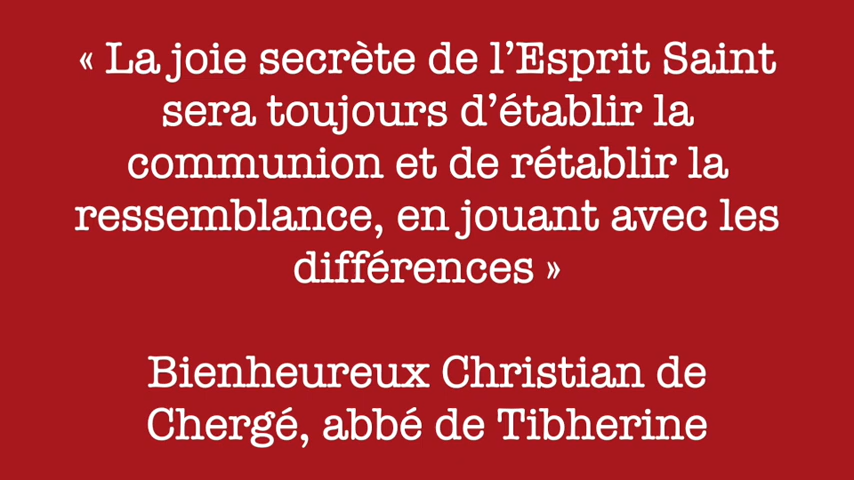 « La joie secrète de l’Esprit Saint
sera toujours d’établir la
communion et de rétablir la
ressemblance, en jouant avec les
différences »
Bienheureux Christian de
Chergé, abbé de Tibherine